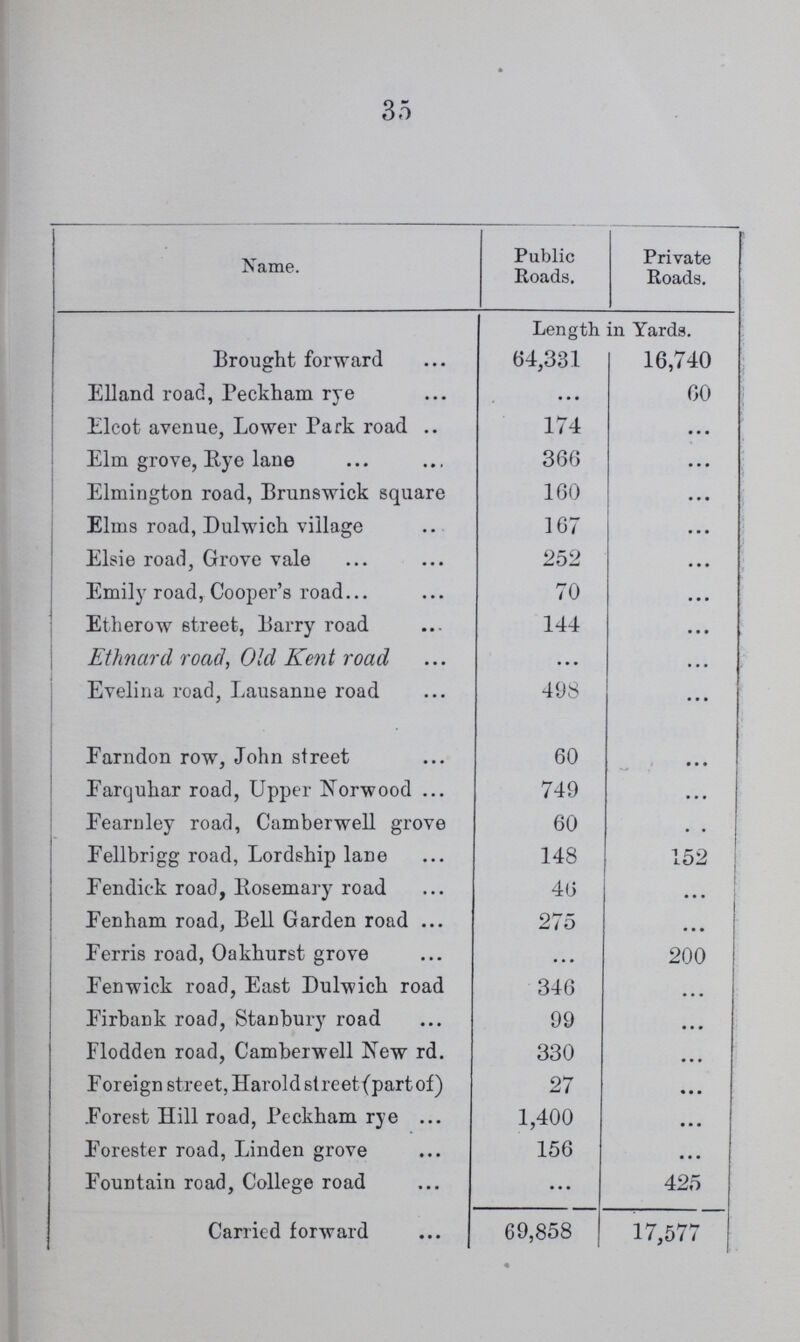 35
Name. Public Roads. Private Roads.
Length in Yards.
Brought forward ... 64,331 16,740
Elland road, Peckham rye ... ... 60
Elcot avenue, Lower Park road .. 174 ...
Elm grove, Rye lane ... ... 366 ...
Elmington road, Brunswick square 160 ...
Elms road, Dulwich village .. 167 ...
Elsie road, Grove vale ... ... 252 ...
Emily road, Cooper's road... ... 70 ...
Etherow street, Barry road ... 144 ...
Ethnard road, Old Kent road ... ... ...
Evelina road, Lausanne road ... 498 ...
Farndon row, John street ... 60 ...
Farquhar road, Upper Norwood ... 749 ...
Fearnley road, Camberwell grove 60 . .
Fellbrigg road, Lordship lane ... 148 152
Fendick road, Rosemary road ... 46 ...
Fenham road, Bell Garden road ... 275 ...
Ferris road, Oakhurst grove ... ... 200
Fenwick road, East Dulwich road 346 ...
Firbank road, Stanbury road ... 99 ...
Flodden road, Camberwell New rd. 330 ...
Foreign street, Harold street (part of) 27 ...
Forest Hill road, Peckham rye ... 1,400 ...
Forester road, Linden grove ... 156 ...
Fountain road, College road ... ... 425
Carried forward ... 69,858 17,577